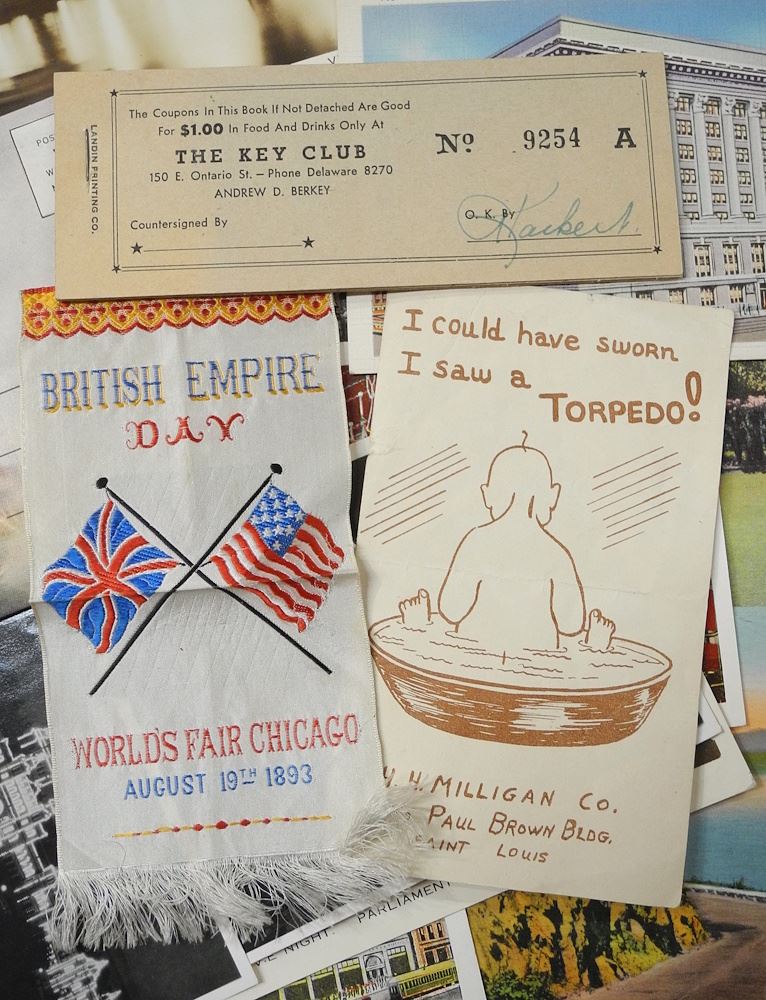 The Coupons In This Book If Not Detached Are Good
For $1.00 In Food And Drinks Only At
THE KEY CLUB
150 E. Ontario St. — Phone Delaware 8270
ANDREW D. BERKEY
Countersigned By
No 9254 A
O. K. By
LANDIN PRINTING CO.
BRITISH EMPIRE
DAY
WORLD'S FAIR CHICAGO
AUGUST 19TH 1893
I could have sworn
I saw a
TORPEDO!
H. MILLIGAN CO.
PAUL BROWN BLDG.
SAINT LOUIS
NIGHT. PARLIAMENT